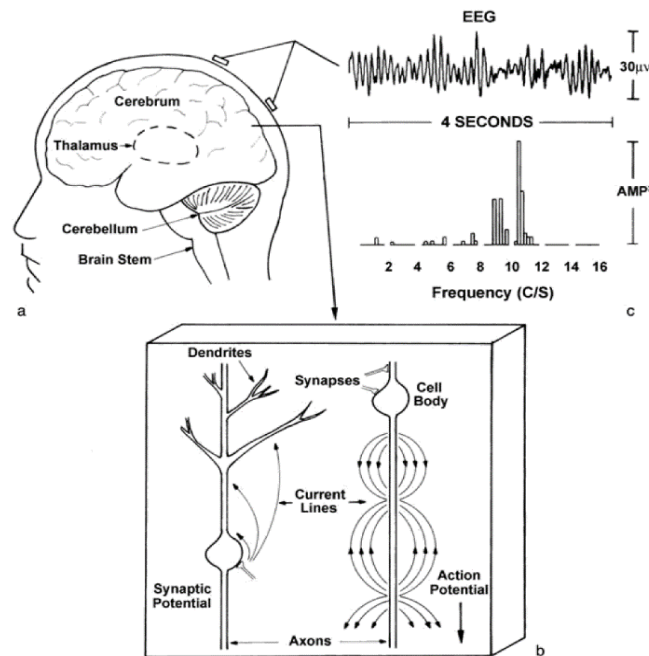 EEG
30μv
4 SECONDS
Cerebrum
Thalamus
Cerebellum
Brain Stem
a
AMP²
2 4 6 8 10 12 14 16
Frequency (C/S)
c
Dendrites
Synapses
Cell
Body
Current
Lines
Synaptic
Potential
Action
Potential
Axons
b